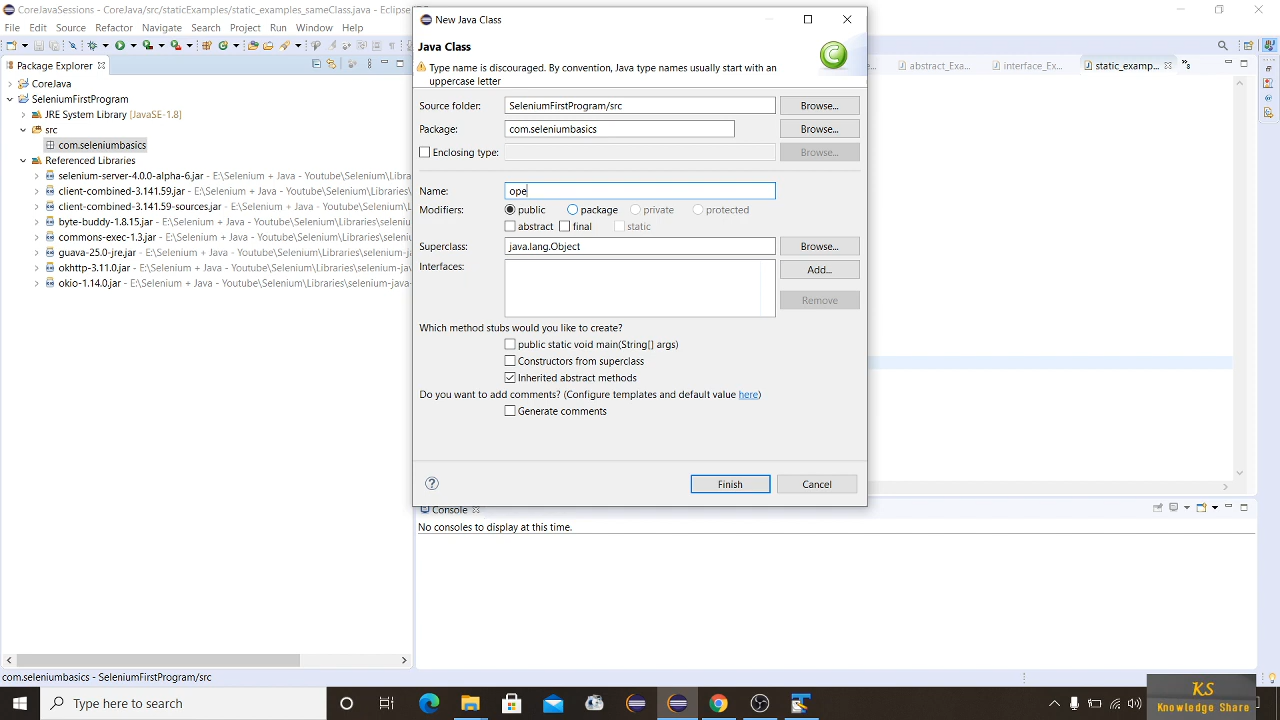 CoreJavaSessions - CoreJava/src/staticExamples/static_examples_sameClass.java - Eclipse
File Edit Source Refactor Navigate Search Project Run Window Help
Package Explorer
CoreJava
SeleniumFirstProgram
JRE System Library [JavaSE-1.8]
src
com.seleniumbasics
Referenced Libraries
selenium-server-4.0.0-alpha-6.jar - E:\Selenium + Java - Youtube\Selenium\Libraries
client-combined-3.141.59.jar - E:\Selenium + Java - Youtube\Selenium\Libraries\sele
client-combined-3.141.59-sources.jar - E:\Selenium + Java - Youtube\Selenium\Librar
byte-buddy-1.8.15.jar - E:\Selenium + Java - Youtube\Selenium\Libraries\selenium-ja
commons-exec-1.3.jar - E:\Selenium + Java - Youtube\Selenium\Libraries\selenium-ja
guava-25.0-jre.jar - E:\Selenium + Java - Youtube\Selenium\Libraries\selenium-java-
okhttp-3.11.0.jar - E:\Selenium + Java - Youtube\Selenium\Libraries\selenium-java-3
okio-1.14.0.jar - E:\Selenium + Java - Youtube\Selenium\Libraries\selenium-java-3.14
abstract_Exa... interface_Ex... static_examp...
New Java Class
Java Class
Type name is discouraged. By convention, Java type names usually start with an
uppercase letter
Source folder: SeleniumFirstProgram/src Browse...
Package: com.seleniumbasics Browse...
Enclosing type: Browse...
Name: ope
Modifiers: public package private protected
abstract final static
Superclass: java.lang.Object Browse...
Interfaces: Add...
Remove
Which method stubs would you like to create?
public static void main(String[] args)
Constructors from superclass
Inherited abstract methods
Do you want to add comments? (Configure templates and default value here)
Generate comments
Finish Cancel
Console
No consoles to display at this time.
com.seleniumbasics - SeleniumFirstProgram/src
Type here to search
KS
Knowledge Share